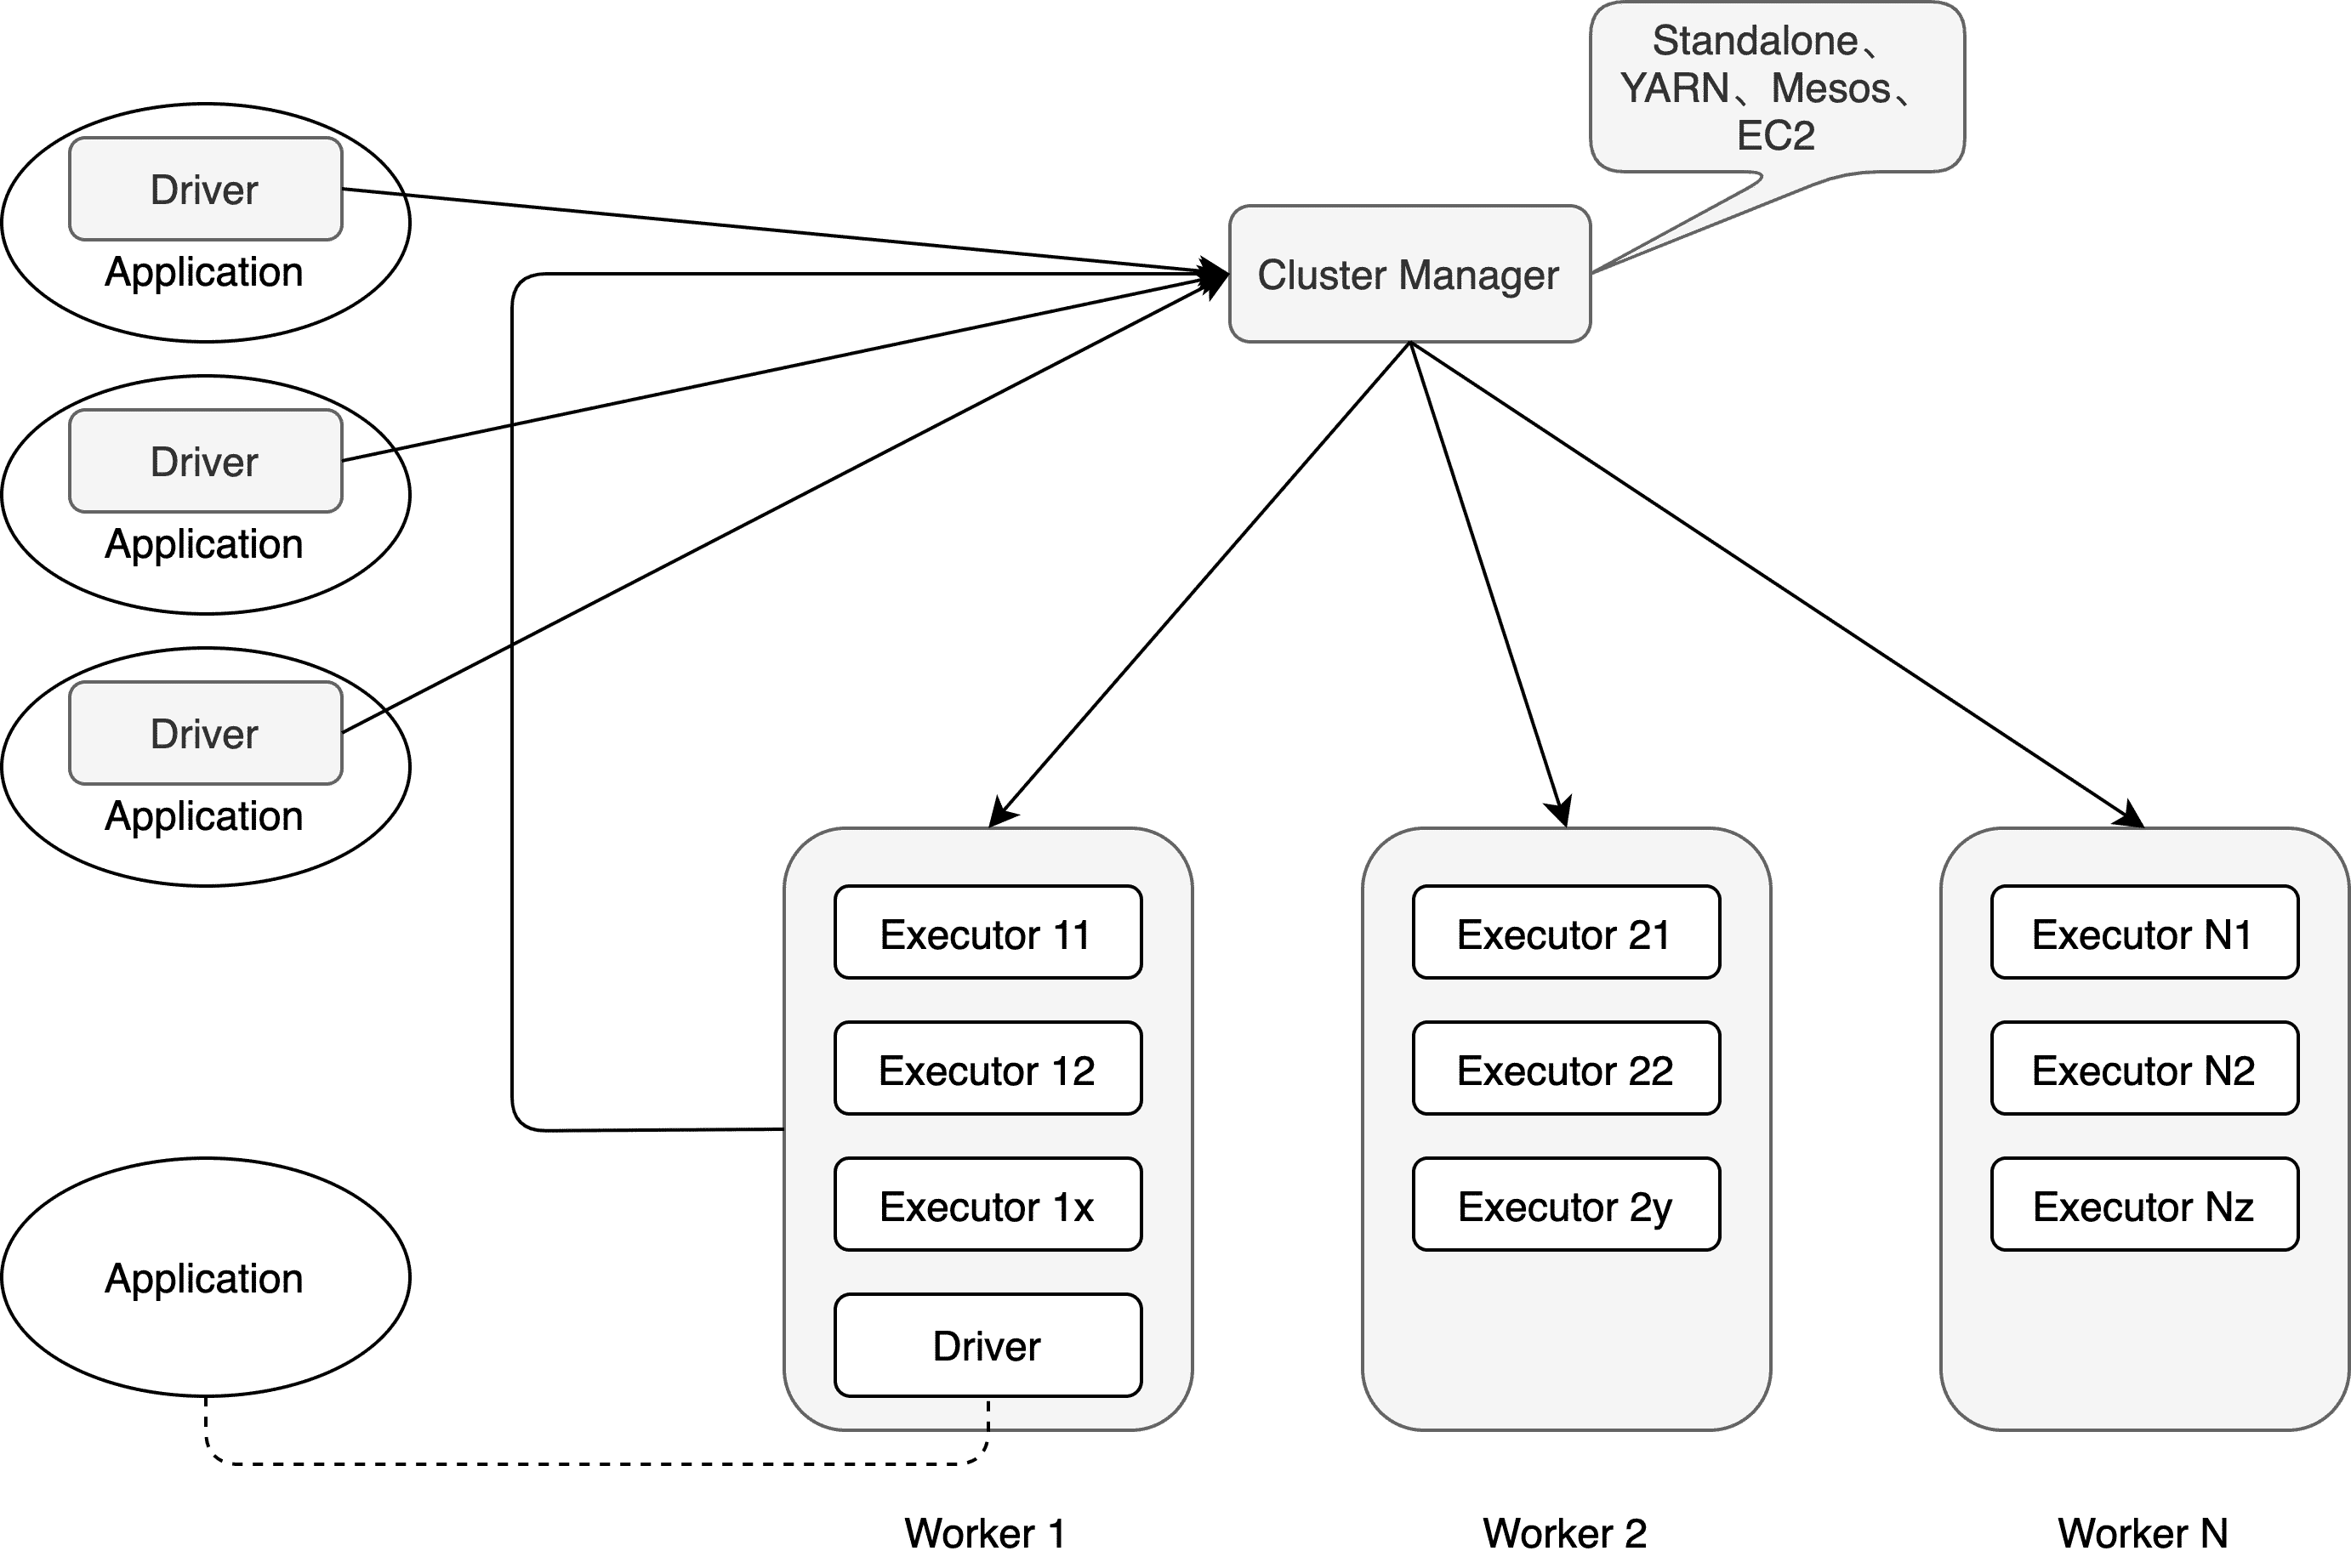 Standalone、
YARN、Mesos、
EC2
Driver
Application
Cluster Manager
Driver
Application
Driver
Application
Executor 11
Executor 21
Executor N1
Executor 12
Executor 22
Executor N2
Executor 1x
Executor 2y
Executor Nz
Application
Driver
Worker 1
Worker 2
Worker N